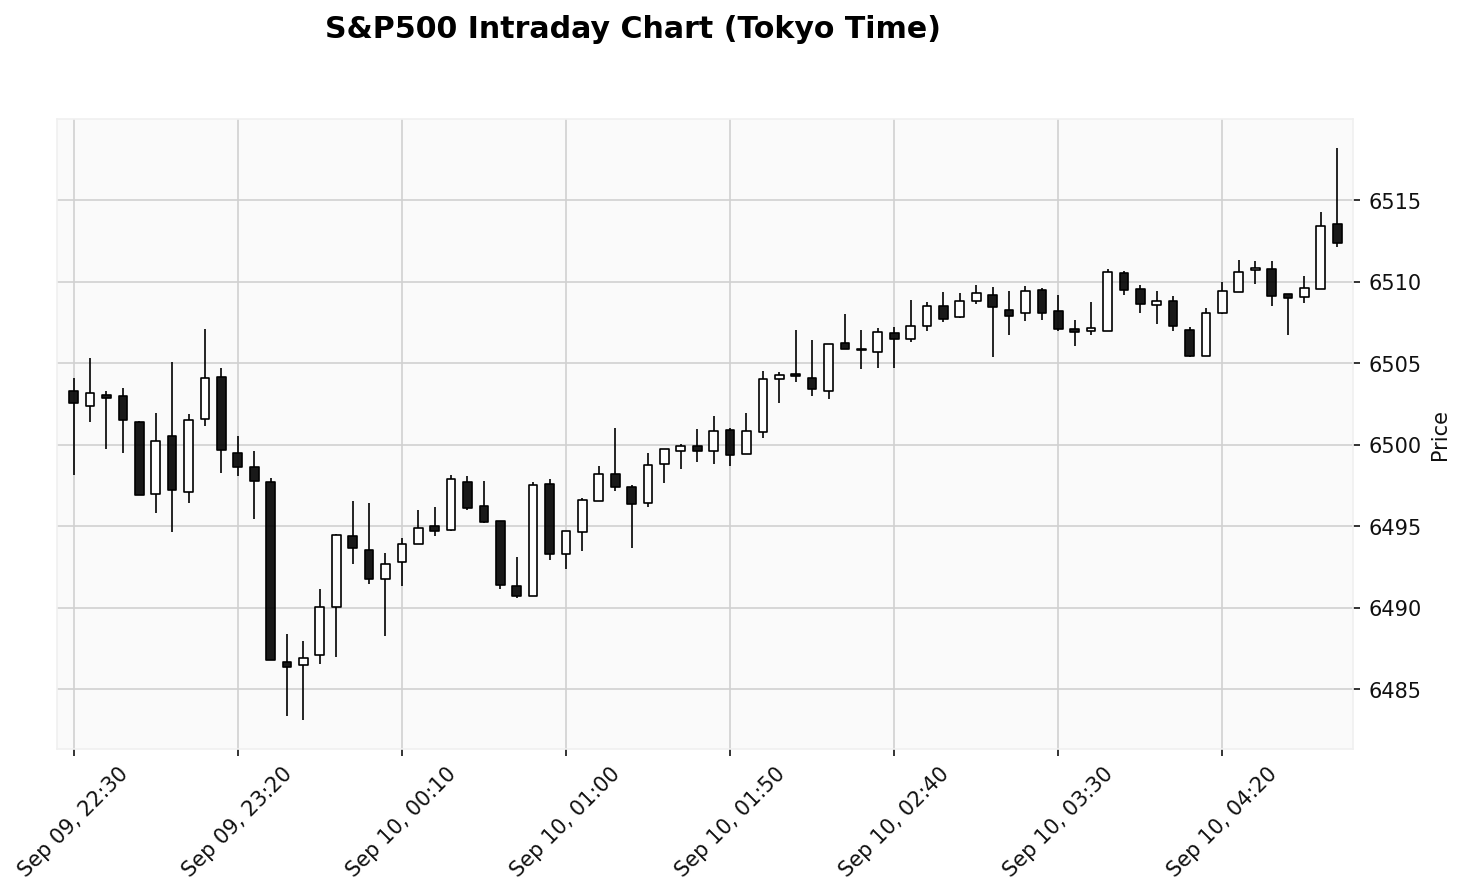 S&P500 Intraday Chart (Tokyo Time)
6515
6510
6505
6500
6495
6490
6485
Price
Sep 09, 22:30
Sep 09, 23:20
Sep 10, 00:10
Sep 10, 01:00
Sep 10, 01:50
Sep 10, 02:40
Sep 10, 03:30
Sep 10, 04:20